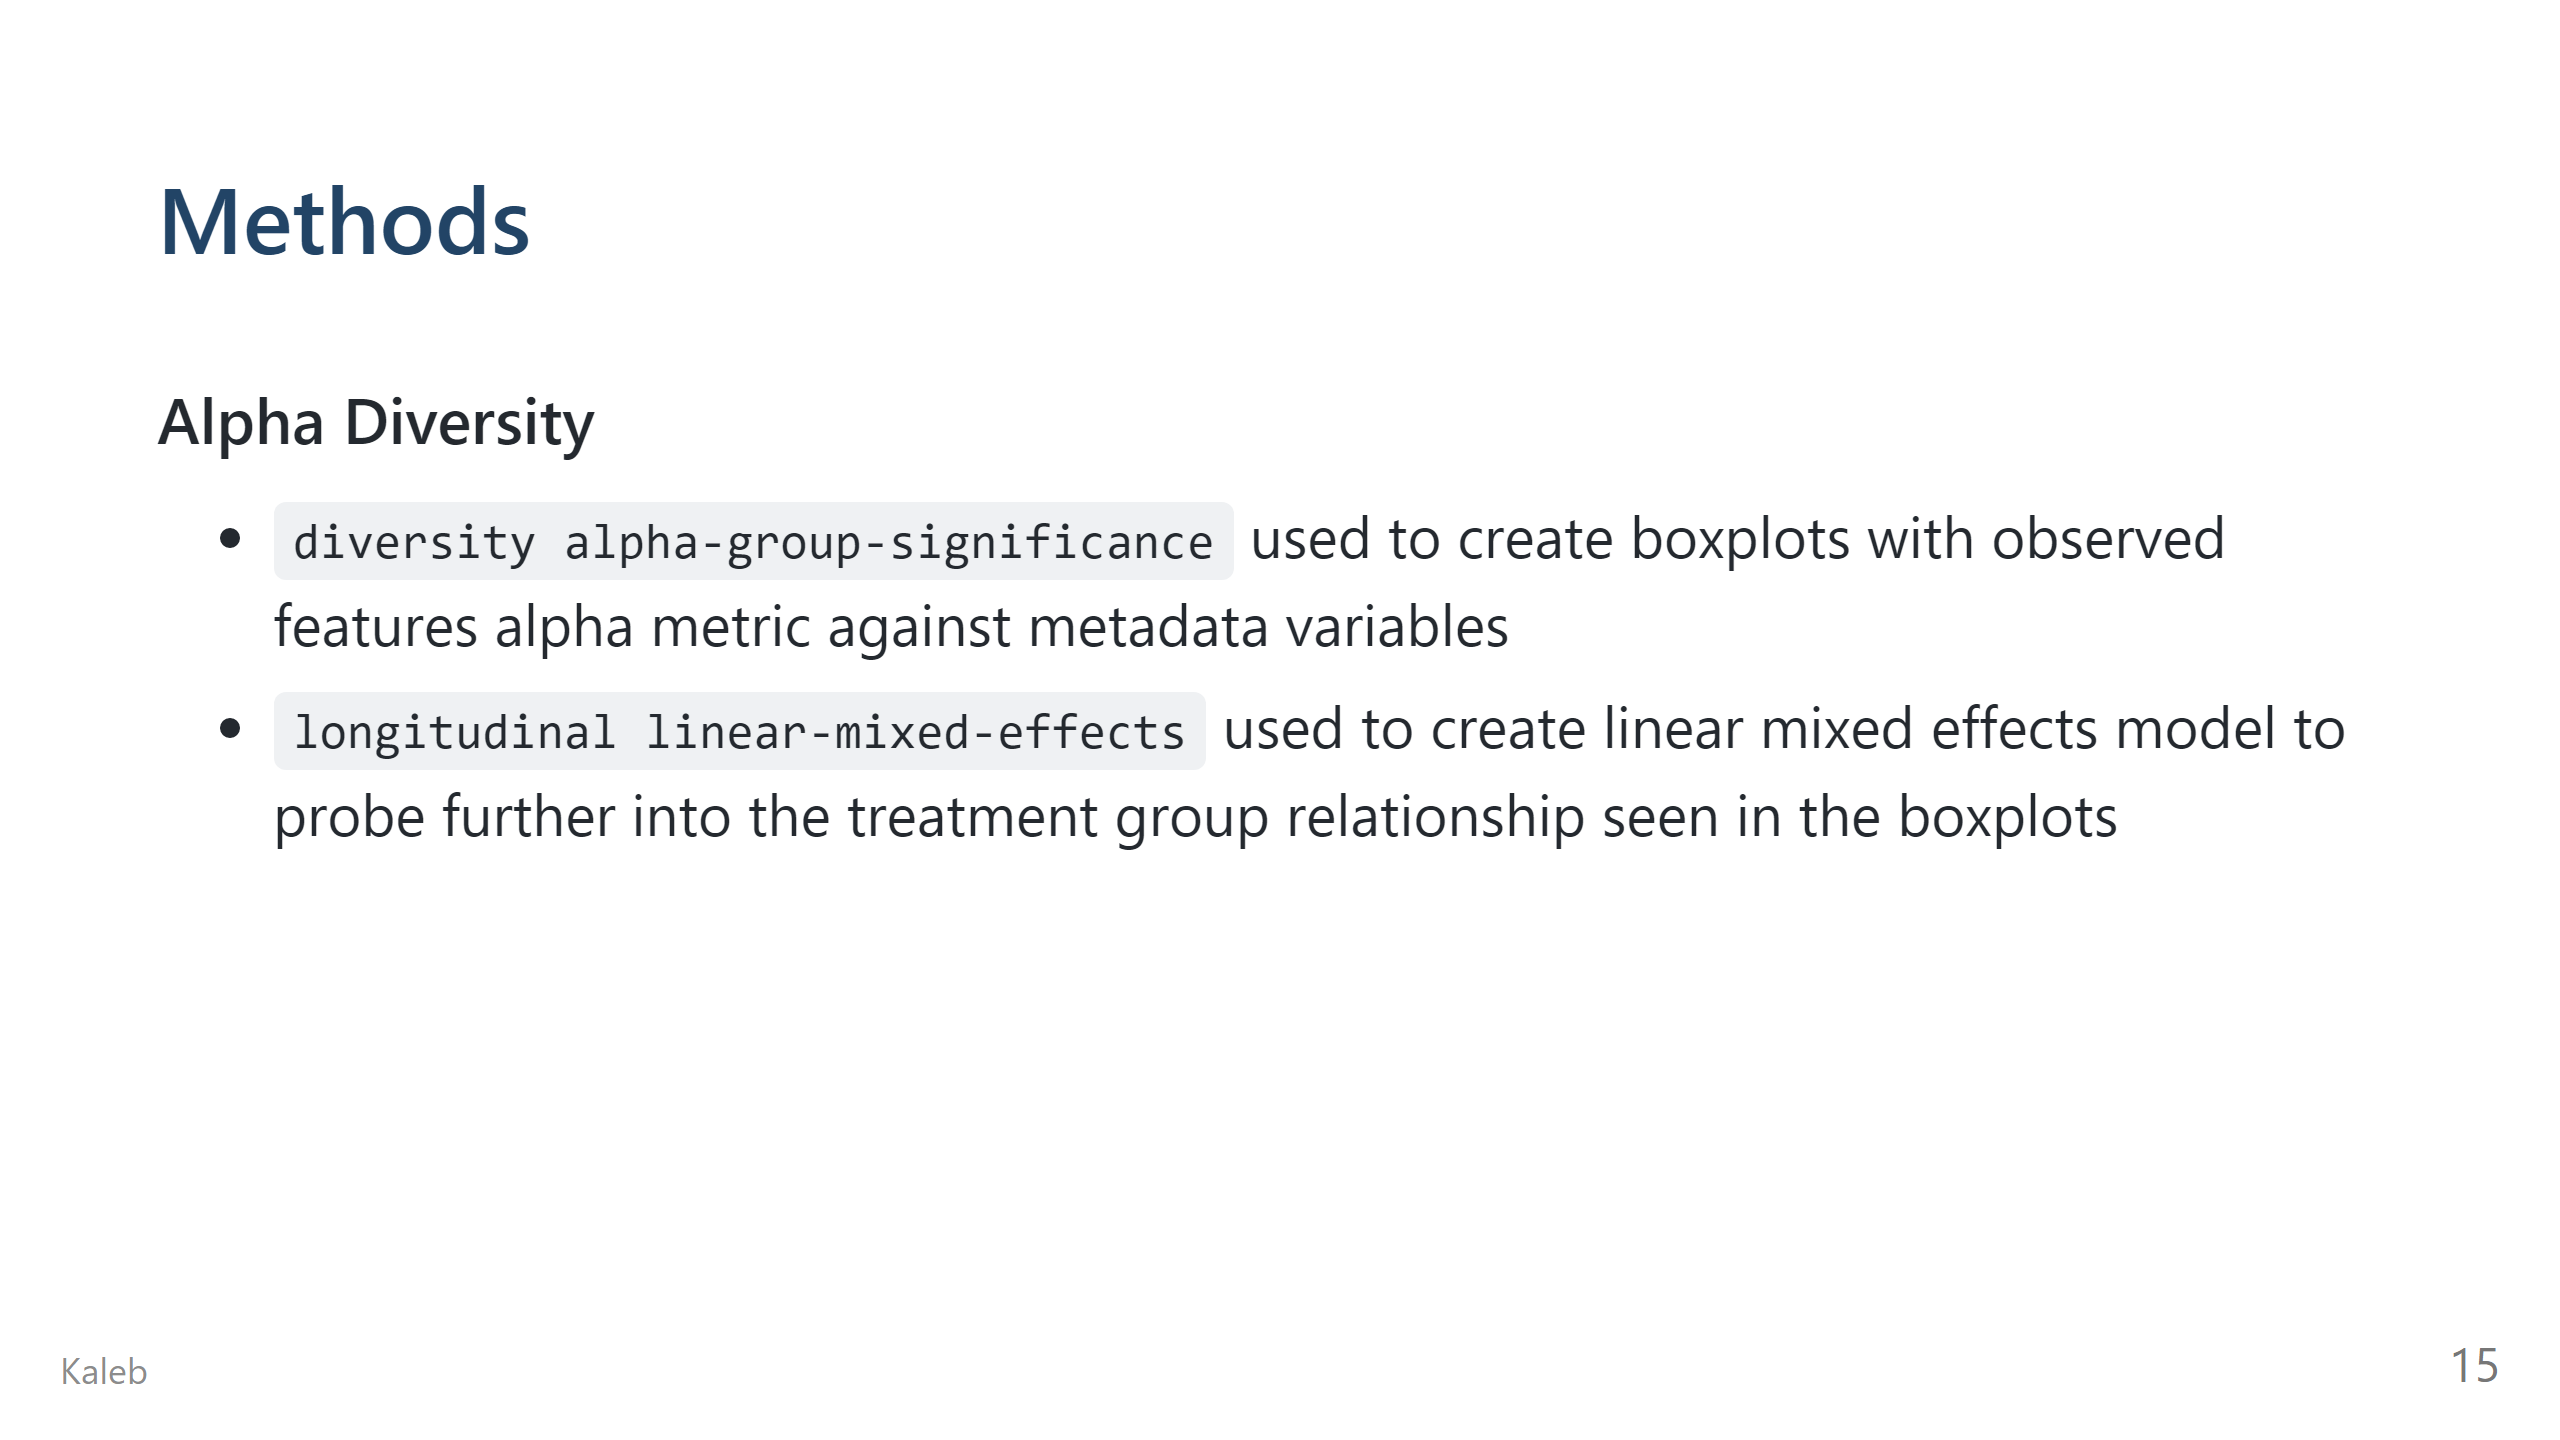 Methods
Alpha Diversity
• diversity alpha-group-significance used to create boxplots with observed
features alpha metric against metadata variables
• longitudinal linear-mixed-effects used to create linear mixed effects model to
probe further into the treatment group relationship seen in the boxplots
Kaleb
15